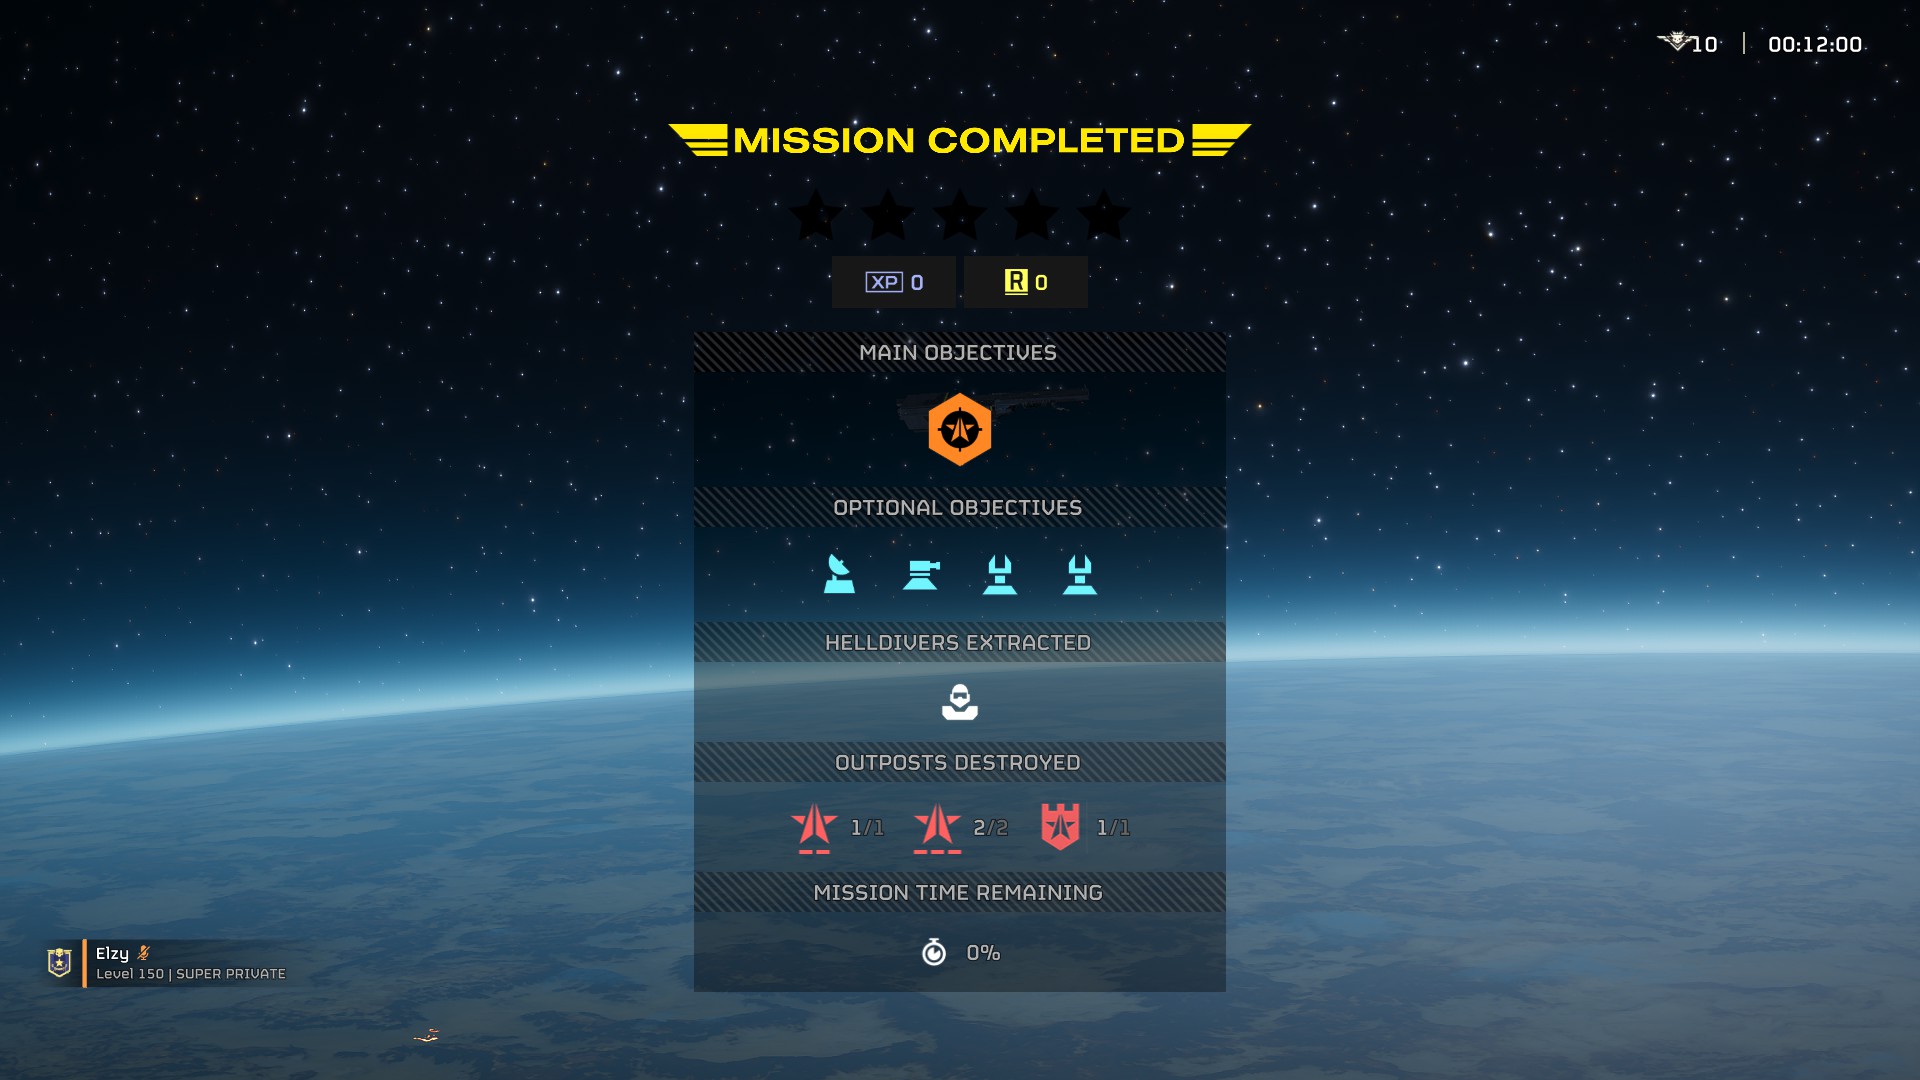 10 | 00:12:00
MISSION COMPLETED
XP 0
R 0
MAIN OBJECTIVES
OPTIONAL OBJECTIVES
HELLDIVERS EXTRACTED
OUTPOSTS DESTROYED
1/1 2/2 1/1
MISSION TIME REMAINING
0%
Elzy
Level 150 | SUPER PRIVATE